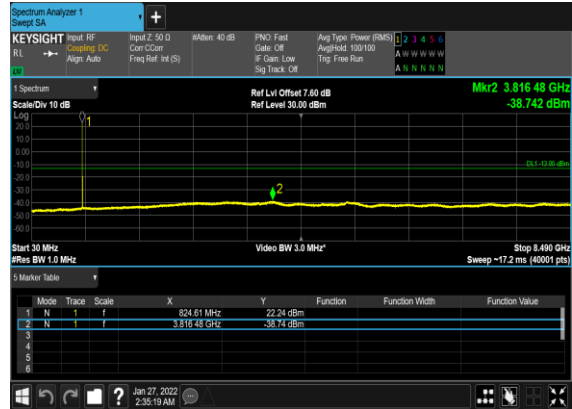 Spectrum Analyzer 1
Swept SA
+
KEYSIGHT Input: RF Input Z: 50 Ω #Atten: 40 dB PNO: Fast Avg Type: Power (RMS) 1 2 3 4 5 6
R L Coupling: DC Corr CCorr Gate: Off Avg|Hold: 100/100 A W W W W W
Align: Auto Freq Ref: Int (S) IF Gain: Low Trig: Free Run
Sig Track: Off A N N N N N
1 Spectrum Ref Lvl Offset 7.60 dB Mkr2 3.816 48 GHz
Scale/Div 10 dB Ref Level 30.00 dBm -38.742 dBm
Log
20.0
10.0
0.00
-10.0
-20.0
-30.0
-40.0
-50.0
-60.0
1
2
DL1 -13.00 dBm
Start 30 MHz Video BW 3.0 MHz* Stop 8.490 GHz
#Res BW 1.0 MHz Sweep ~17.2 ms (40001 pts)
5 Marker Table
Mode Trace Scale X Y Function Function Width Function Value
1 N 1 f 824.61 MHz 22.24 dBm
2 N 1 f 3.816 48 GHz -38.74 dBm
3
4
5
6
? Jan 27, 2022
2:35:19 AM